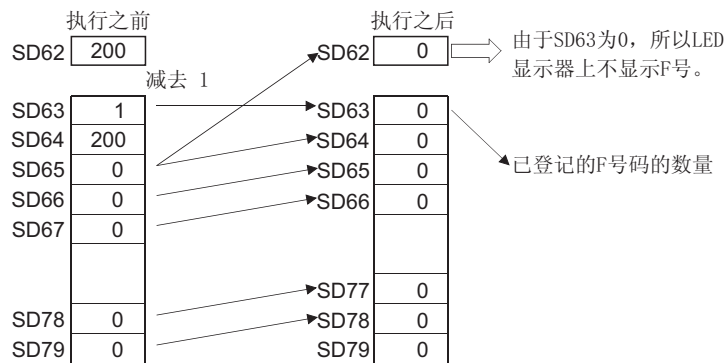 执行之前
执行之后
SD62 200
SD62 0
由于SD63为0，所以LED
显示器上不显示F号。
减去 1
SD63 1
SD63 0
SD64 200
SD64 0
SD65 0
SD65 0
已登记的F号码的数量
SD66 0
SD66 0
SD67 0
SD77 0
SD78 0
SD78 0
SD79 0
SD79 0